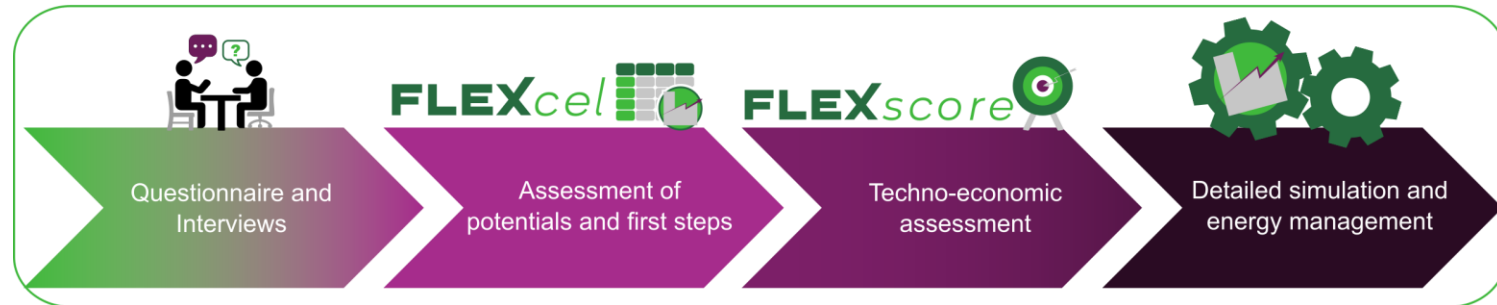 ?
FLEXcel
FLEXscore
Questionnaire and
Interviews
Assessment of
potentials and first steps
Techno-economic
assessment
Detailed simulation and
energy management